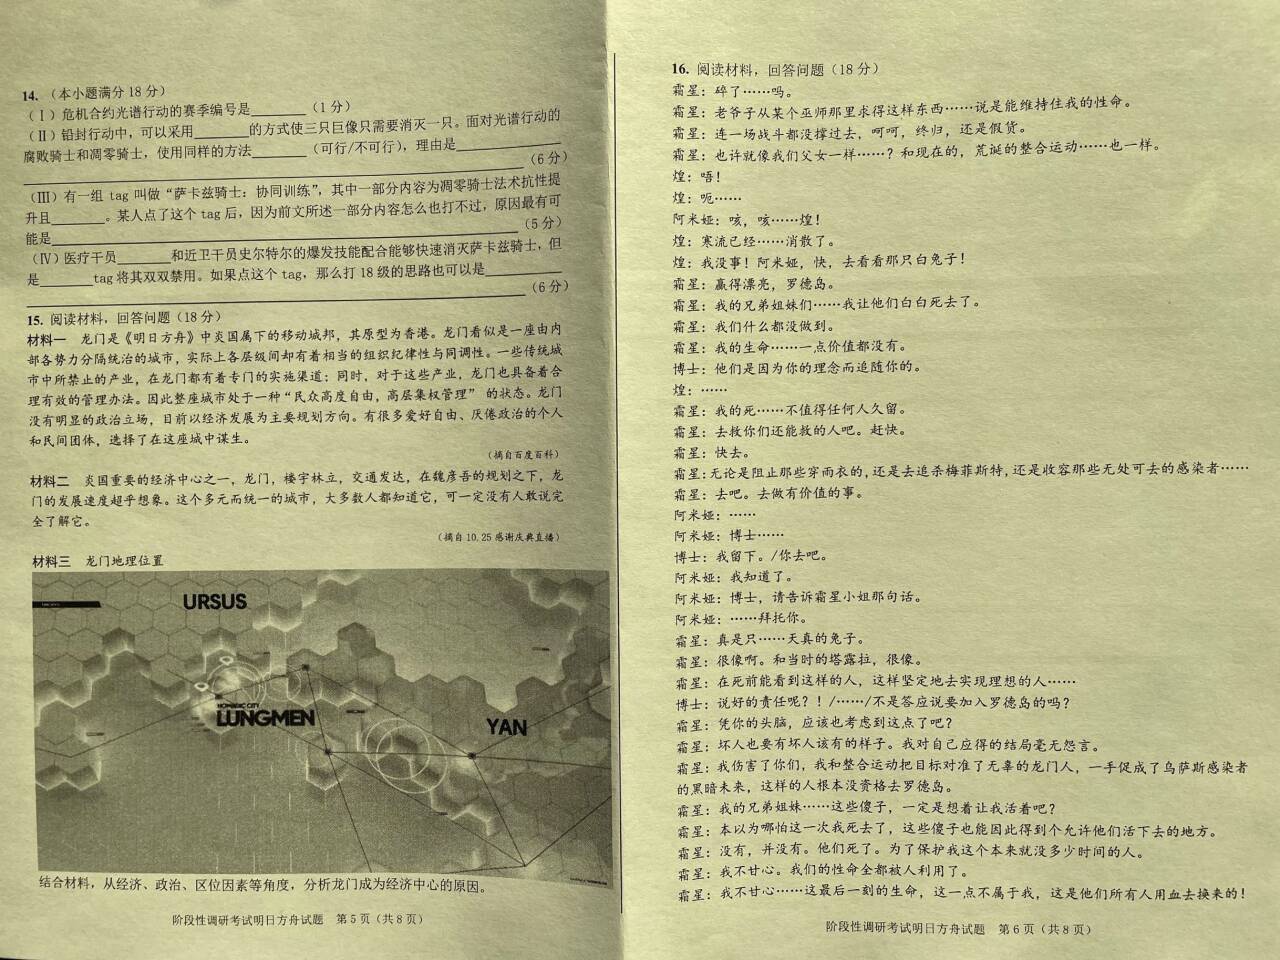 14. （本小题满分18分）
（Ⅰ）危机合约光谱行动的赛季编号是______（1分）
（Ⅱ）铅封行动中，可以采用______的方式使三只巨像只需要消灭一只。面对光谱行动的
腐败骑士和凋零骑士，使用同样的方法______（可行/不可行），理由是____________
____________（6分）
（Ⅲ）有一组 tag 叫做“萨卡兹骑士：协同训练”，其中一部分内容为凋零骑士法术抗性提
升且______。某人点了这个 tag 后，因为前文所述一部分内容怎么也打不过，原因最有可
能是____________（5分）
（Ⅳ）医疗干员______和近卫干员史尔特尔的爆发技能配合能够快速消灭萨卡兹骑士，但
是______tag 将其双双禁用。如果点这个 tag，那么打 18 级的思路也可以是________
____________（6分）
15. 阅读材料，回答问题（18分）
材料一 龙门是《明日方舟》中炎国属下的移动城邦，其原型为香港。龙门看似是一座由内
部各势力分隔统治的城市，实际上各层级间却有着相当的组织纪律性与同调性。一些传统城
市中所禁止的产业，在龙门都有着专门的实施渠道；同时，对于这些产业，龙门也具备着合
理有效的管理办法。因此整座城市处于一种“民众高度自由，高层集权管理” 的状态。龙门
没有明显的政治立场，目前以经济发展为主要规划方向。有很多爱好自由、厌倦政治的个人
和民间团体，选择了在这座城中谋生。
（摘自百度百科）
材料二 炎国重要的经济中心之一，龙门，楼宇林立，交通发达，在魏彦吾的规划之下，龙
门的发展速度超乎想象。这个多元而统一的城市，大多数人都知道它，可一定没有人敢说完
全了解它。
（摘自 10.25 感谢庆典直播）
材料三 龙门地理位置
URSUS
NOMADIC CITY
LUNGMEN
YAN
结合材料，从经济、政治、区位因素等角度，分析龙门成为经济中心的原因。
阶段性调研考试明日方舟试题 第 5 页（共 8 页）
16. 阅读材料，回答问题（18分）
霜星：碎了……吗。
霜星：老爷子从某个巫师那里求得这样东西……说是能维持住我的性命。
霜星：连一场战斗都没撑过去，呵呵，终归，还是假货。
霜星：也许就像我们父女一样……？和现在的，荒诞的整合运动……也一样。
煌：唔！
煌：呃……
阿米娅：咳，咳……煌！
煌：寒流已经……消散了。
煌：我没事！阿米娅，快，去看看那只白兔子！
霜星：赢得漂亮，罗德岛。
霜星：我的兄弟姐妹们……我让他们白白死去了。
霜星：我们什么都没做到。
霜星：我的生命……一点价值都没有。
博士：他们是因为你的理念而追随你的。
煌：……
霜星：我的死……不值得任何人久留。
霜星：去救你们还能救的人吧。赶快。
霜星：快去。
霜星：无论是阻止那些穿雨衣的，还是去追杀梅菲斯特，还是收容那些无处可去的感染者……
霜星：去吧。去做有价值的事。
阿米娅：……
阿米娅：博士……
博士：我留下。/你去吧。
阿米娅：我知道了。
阿米娅：博士，请告诉霜星小姐那句话。
阿米娅：……拜托你。
霜星：真是只……天真的兔子。
霜星：很像啊。和当时的塔露拉，很像。
霜星：在死前能看到这样的人，这样坚定地去实现理想的人……
博士：说好的责任呢？！/……/不是答应说要加入罗德岛的吗？
霜星：凭你的头脑，应该也考虑到这点了吧？
霜星：坏人也要有坏人该有的样子。我对自己应得的结局毫无怨言。
霜星：我伤害了你们，我和整合运动把目标对准了无辜的龙门人，一手促成了乌萨斯感染者
的黑暗未来，这样的人根本没资格去罗德岛。
霜星：我的兄弟姐妹……这些傻子，一定是想着让我活着吧？
霜星：本以为哪怕这一次我死去了，这些傻子也能因此得到个允许他们活下去的地方。
霜星：没有，并没有。他们死了。为了保护我这个本来就没多少时间的人。
霜星：我不甘心。我们的性命全都被人利用了。
霜星：我不甘心……这最后一刻的生命，这一点不属于我，这是他们所有人用血去换来的！
阶段性调研考试明日方舟试题 第 6 页（共 8 页）